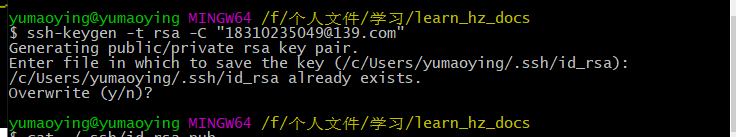 yumaoying@yumaoying MINGW64 /f/个人文件/学习/learn_hz_docs
$ ssh-keygen -t rsa -C "18310235049@139.com"
Generating public/private rsa key pair.
Enter file in which to save the key (/c/Users/yumaoying/.ssh/id_rsa):
/c/Users/yumaoying/.ssh/id_rsa already exists.
Overwrite (y/n)?
yumaoying@yumaoying MINGW64 /f/个人文件/学习/learn_hz_docs
$ cat ~/.ssh/id_rsa.pub